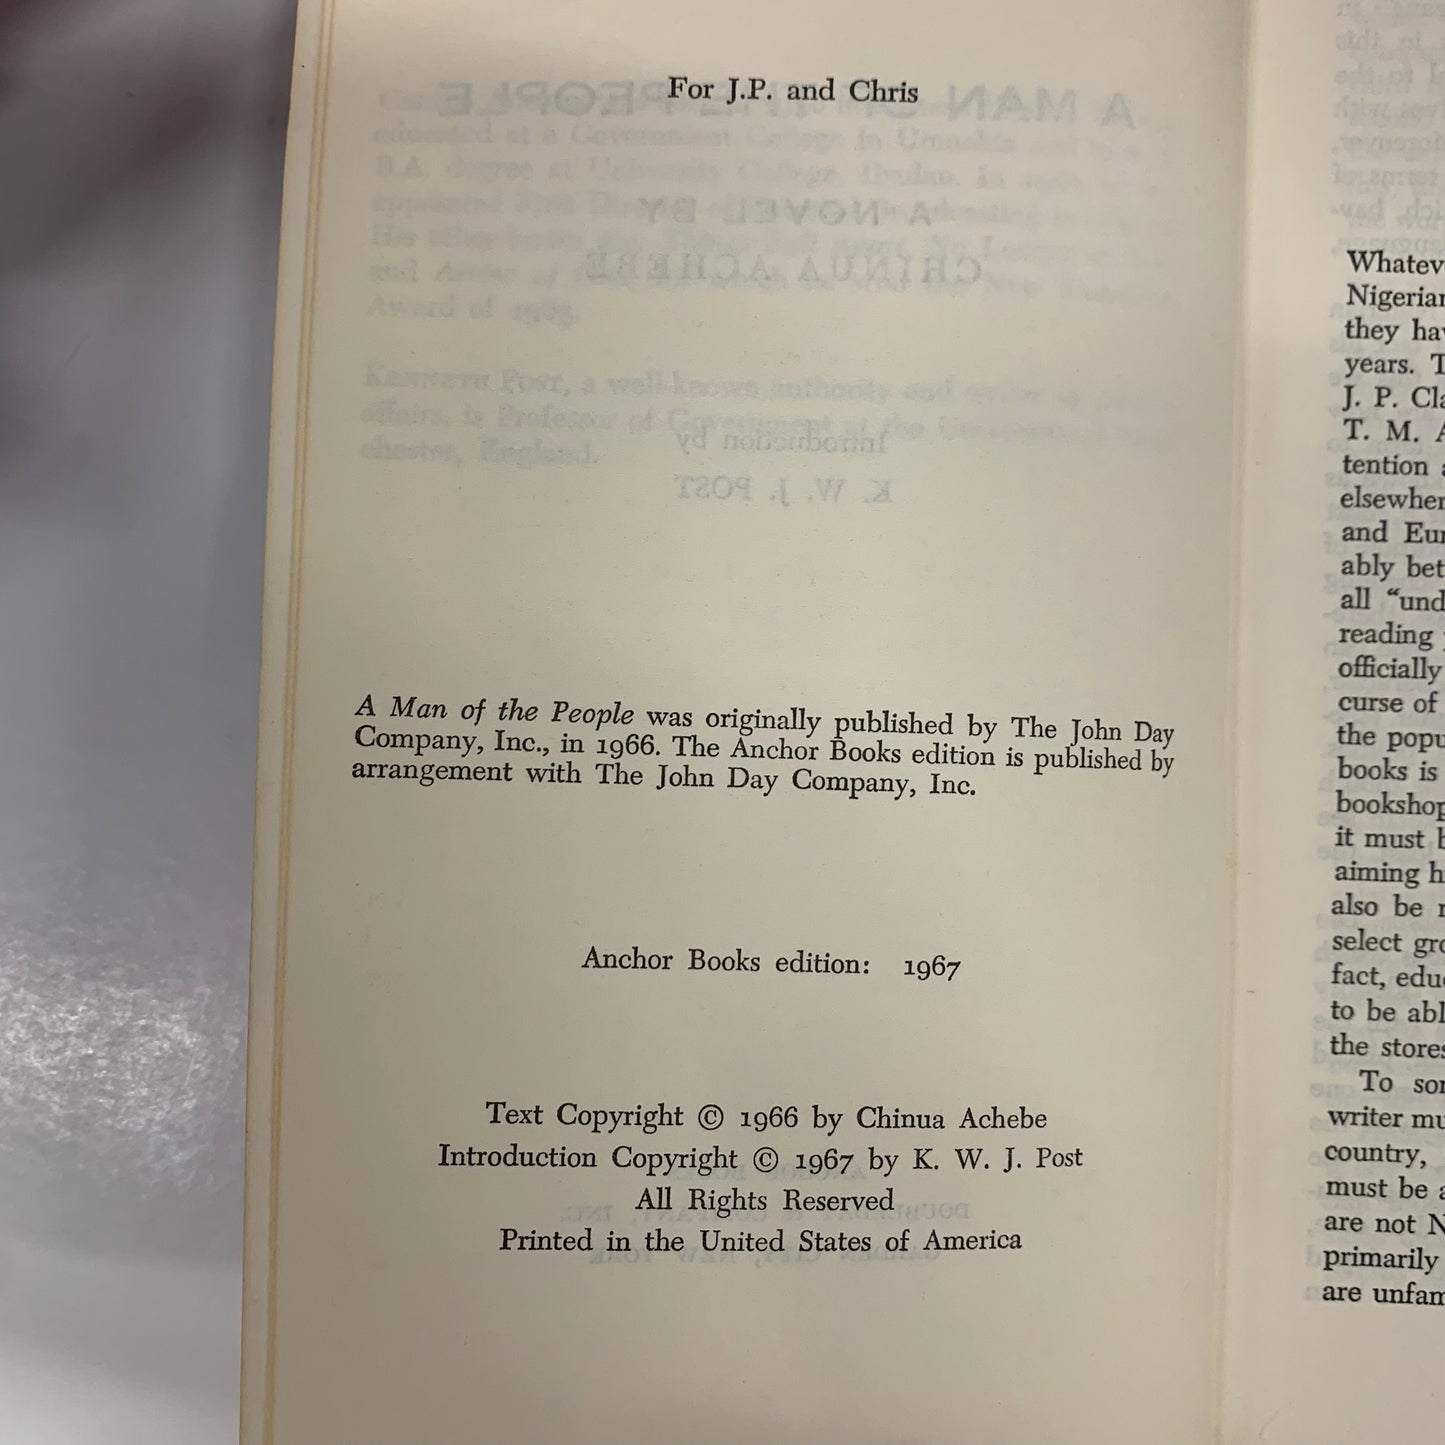 For J.P. and Chris
A Man of the People was originally published by The John Day
Company, Inc., in 1966. The Anchor Books edition is published by
arrangement with The John Day Company, Inc.
Anchor Books edition: 1967
Text Copyright © 1966 by Chinua Achebe
Introduction Copyright © 1967 by K. W. J. Post
All Rights Reserved
Printed in the United States of America
Whatev
Nigerian
they hav
years. T
J. P. Cla
T. M. A
tention a
elsewher
and Eur
ably bet
all “und
reading
officially
curse of
the popu
books is
bookshop
it must b
aiming h
also be
select gro
fact, educ
to be abl
the stores
To so
writer mu
country,
must be a
are not N
primarily
are unfam